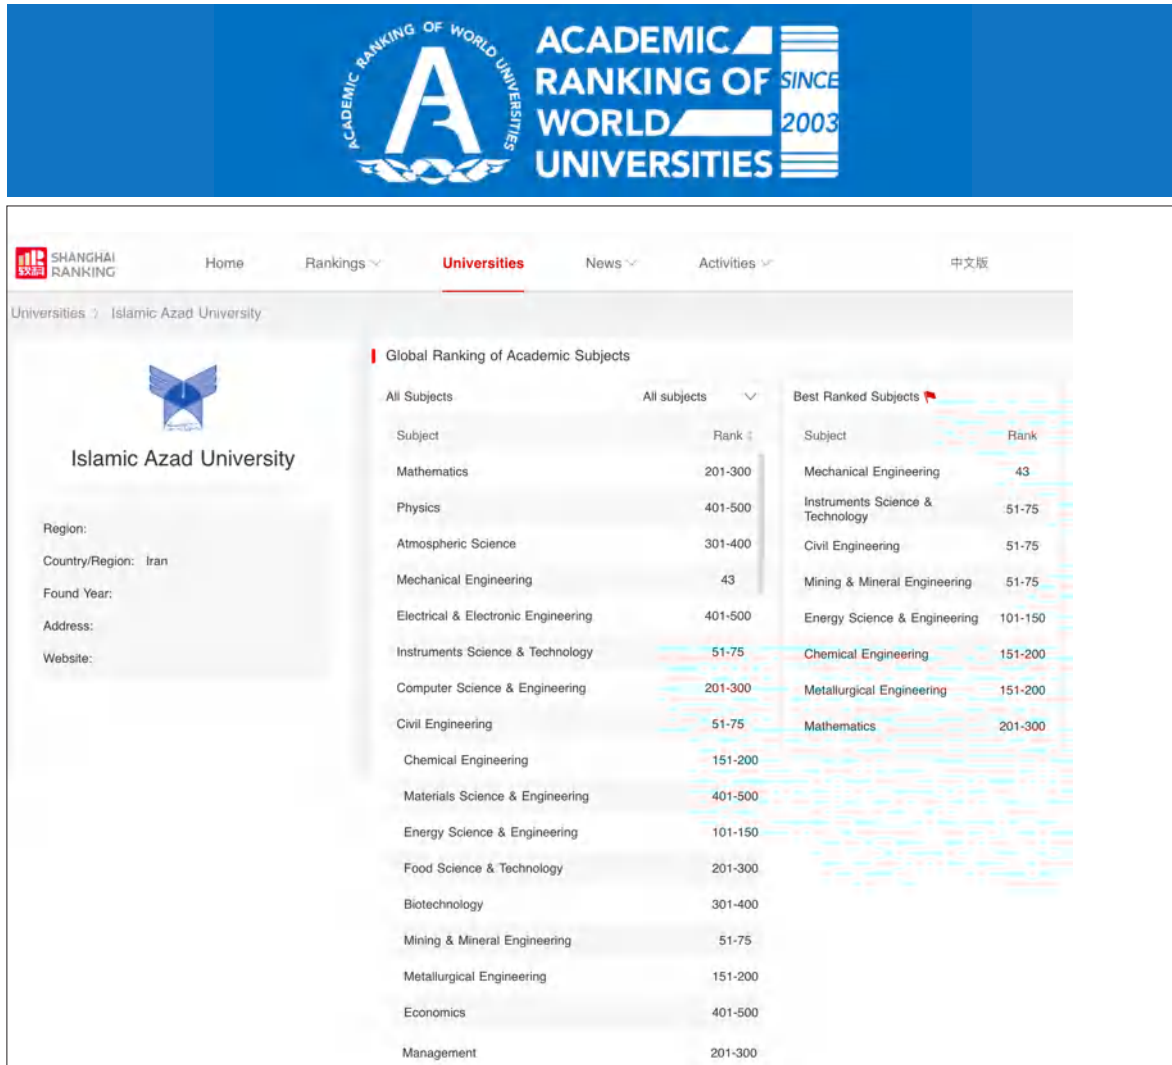 ACADEMIC RANKING OF WORLD UNIVERSITIES
ACADEMIC
RANKING OF
WORLD
UNIVERSITIES
SINCE
2003
软科
SHANGHAI
RANKING
Home Rankings Universities News Activities 中文版
Universities > Islamic Azad University
Islamic Azad University
Region:
Country/Region: Iran
Found Year:
Address:
Website:
Global Ranking of Academic Subjects
All Subjects All subjects
Subject Rank
Mathematics 201-300
Physics 401-500
Atmospheric Science 301-400
Mechanical Engineering 43
Electrical & Electronic Engineering 401-500
Instruments Science & Technology 51-75
Computer Science & Engineering 201-300
Civil Engineering 51-75
Chemical Engineering 151-200
Materials Science & Engineering 401-500
Energy Science & Engineering 101-150
Food Science & Technology 201-300
Biotechnology 301-400
Mining & Mineral Engineering 51-75
Metallurgical Engineering 151-200
Economics 401-500
Management 201-300
Best Ranked Subjects
Subject Rank
Mechanical Engineering 43
Instruments Science &
Technology 51-75
Civil Engineering 51-75
Mining & Mineral Engineering 51-75
Energy Science & Engineering 101-150
Chemical Engineering 151-200
Metallurgical Engineering 151-200
Mathematics 201-300